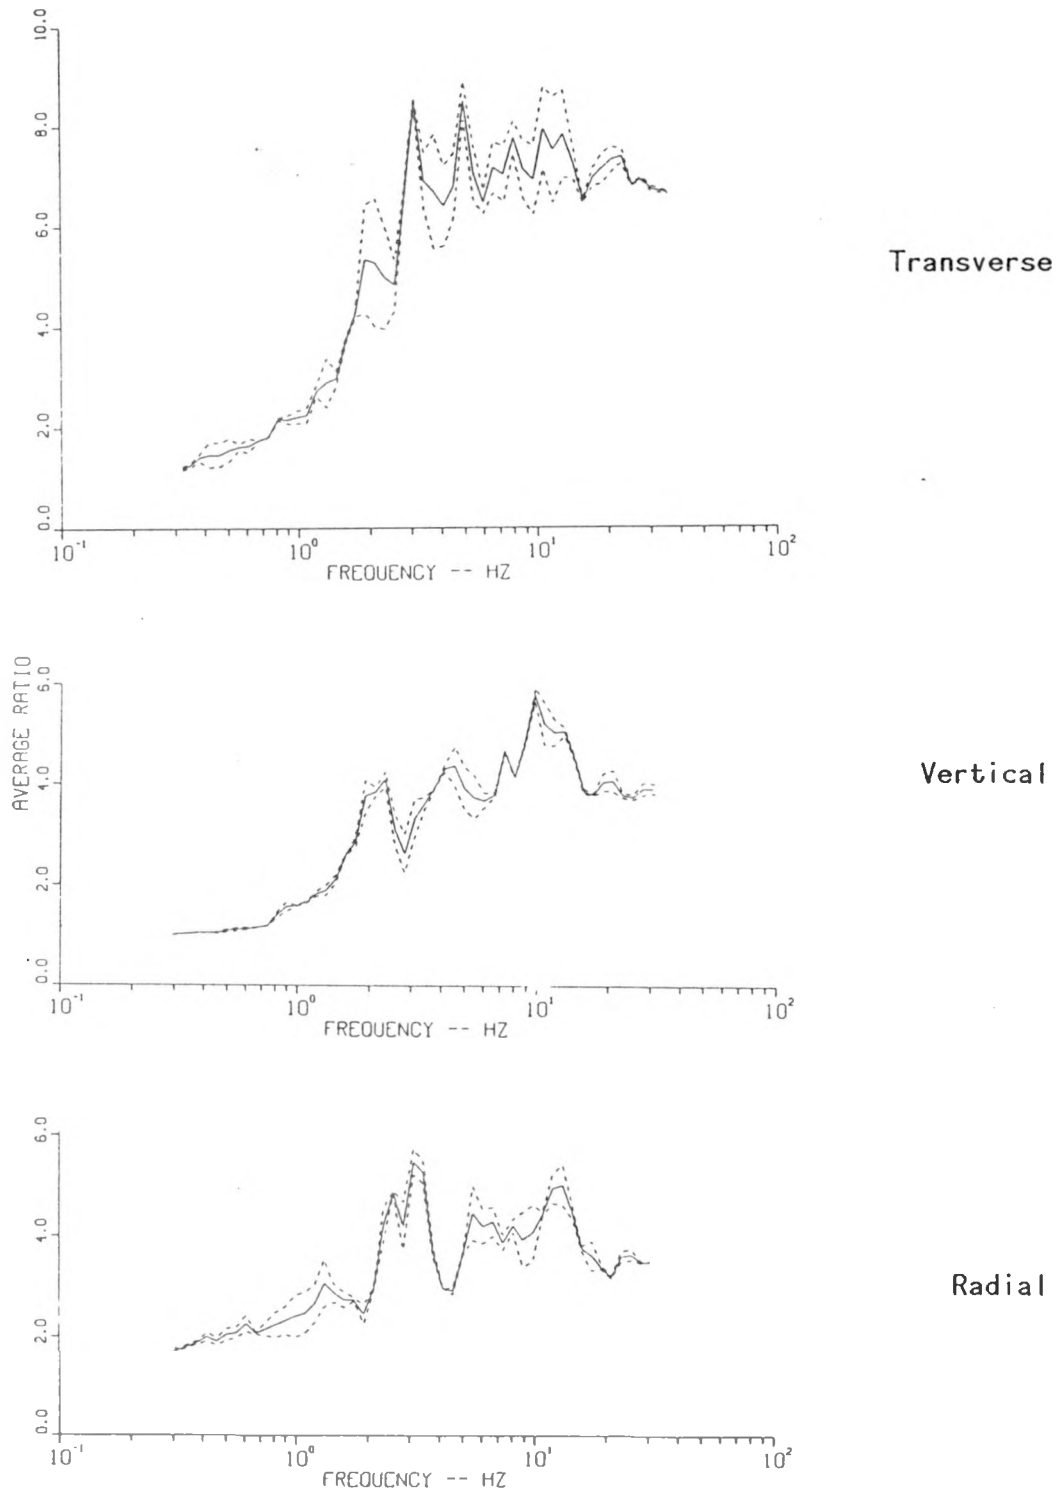 10.0
8.0
6.0
4.0
2.0
0.0
Transverse
10⁻¹ 10⁰ 10¹ 10²
FREQUENCY -- HZ
AVERAGE RATIO
6.0
4.0
2.0
0.0
Vertical
10⁻¹ 10⁰ 10¹ 10²
FREQUENCY -- HZ
6.0
4.0
2.0
0.0
Radial
10⁻¹ 10⁰ 10¹ 10²
FREQUENCY -- HZ